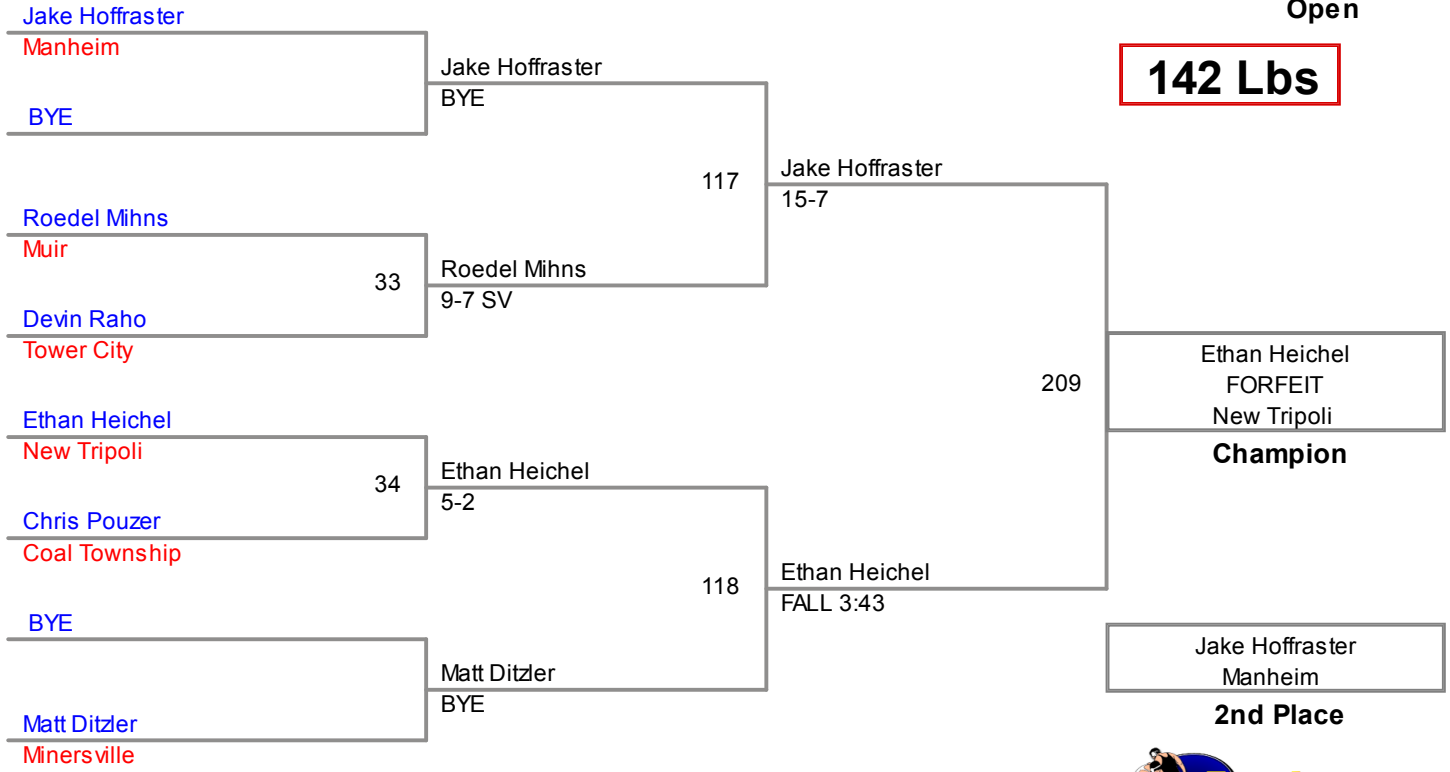 Open
142 Lbs
Jake Hoffraster
Manheim
BYE
Jake Hoffraster
BYE
Roedel Mihns
Muir
33
Devin Raho
Tower City
Roedel Mihns
9-7 SV
117
Jake Hoffraster
15-7
Ethan Heichel
New Tripoli
34
Chris Pouzer
Coal Township
Ethan Heichel
5-2
BYE
Matt Ditzler
Minersville
Matt Ditzler
BYE
118
Ethan Heichel
FALL 3:43
209
Ethan Heichel
FORFEIT
New Tripoli
Champion
Jake Hoffraster
Manheim
2nd Place